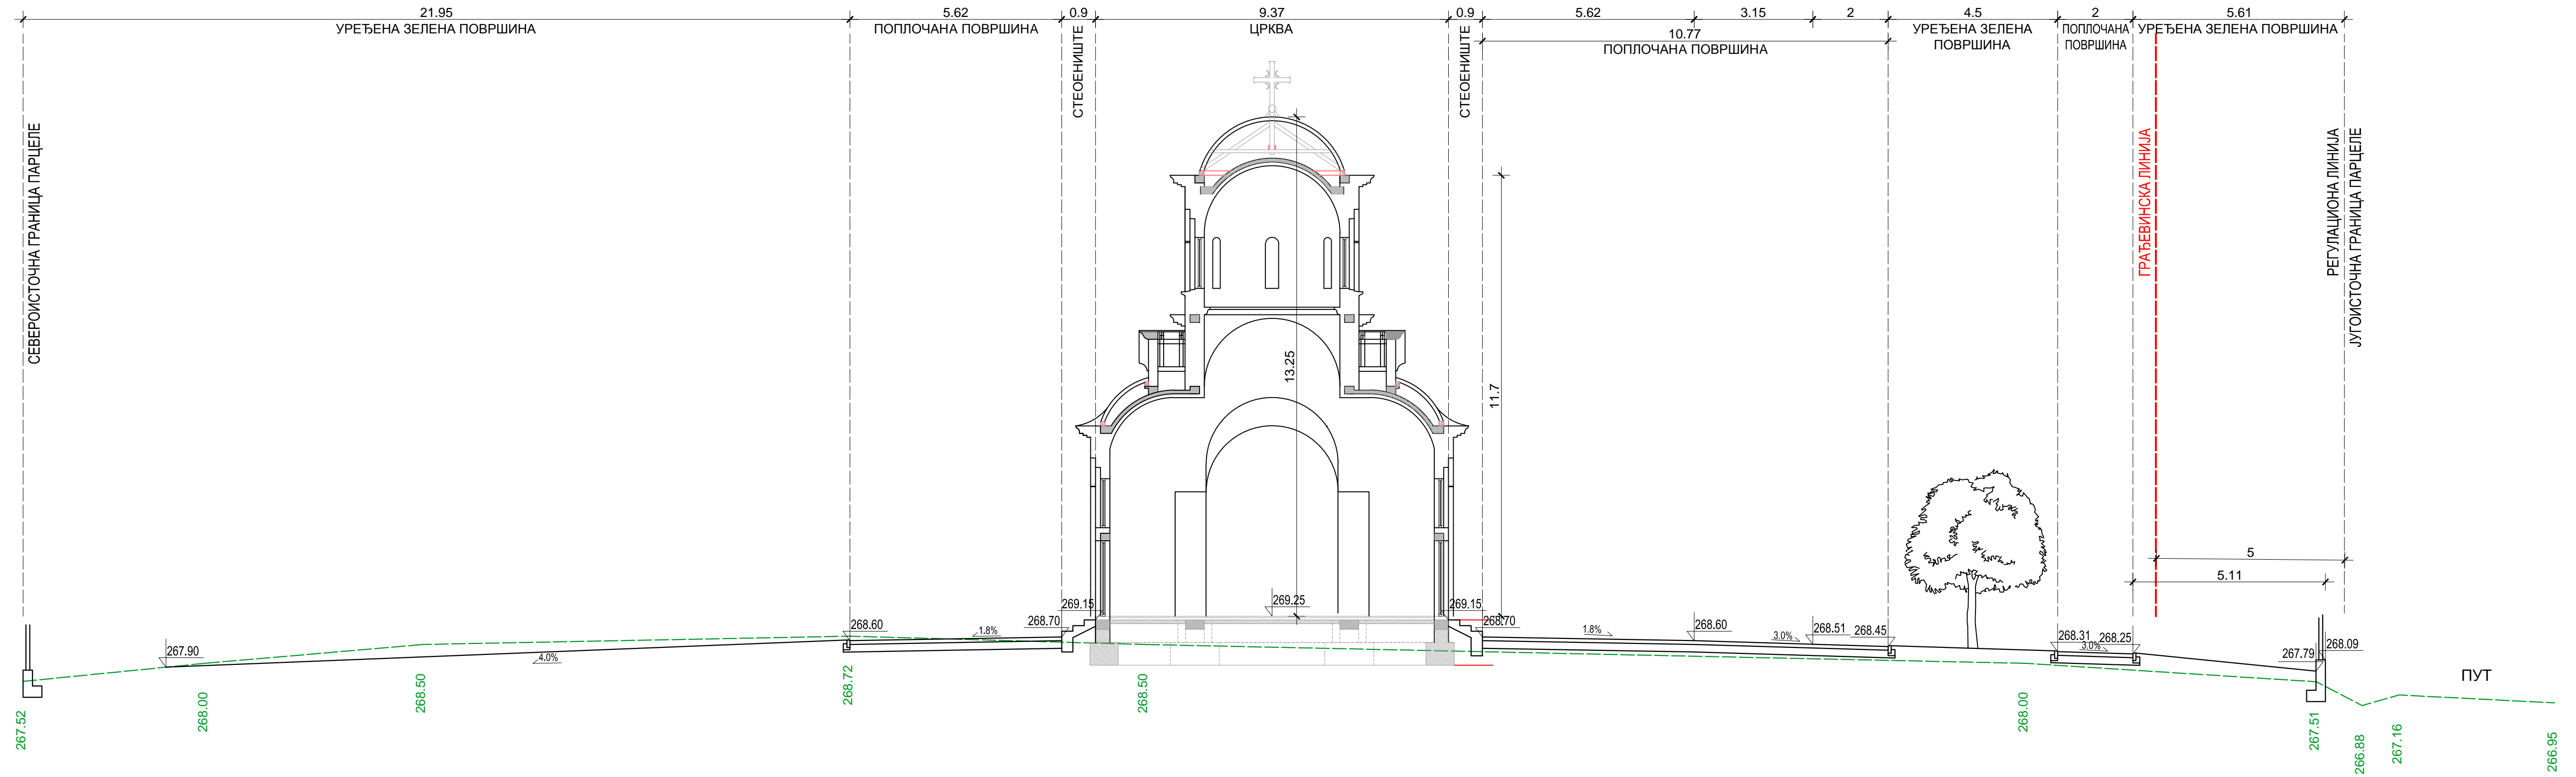 21.95
5.62
0.9
9.37
0.9
5.62
3.15
2
4.5
2
5.61
УРЕЂЕНА ЗЕЛЕНА ПОВРШИНА
ПОПЛОЧАНА ПОВРШИНА
СТЕОЕНИШТЕ
ЦРКВА
СТЕОЕНИШТЕ
10.77
ПОПЛОЧАНА ПОВРШИНА
УРЕЂЕНА ЗЕЛЕНА
ПОВРШИНА
ПОПЛОЧАНА
ПОВРШИНА
УРЕЂЕНА ЗЕЛЕНА ПОВРШИНА
СЕВЕРОИСТОЧНА ГРАНИЦА ПАРЦЕЛЕ
ГРАЂЕВИНСКА ЛИНИЈА
РЕГУЛАЦИОНА ЛИНИЈА
ЈУГОИСТОЧНА ГРАНИЦА ПАРЦЕЛЕ
13.25
11.7
5
5.11
267.90
4.0%
268.60
1.8%
268.70
269.15
269.25
269.15
268.70
1.8%
268.60
3.0%
268.51
268.45
268.31
268.25
3.0%
267.79
268.09
ПУТ
267.52
268.00
268.50
268.72
268.50
268.00
267.51
266.88
267.16
266.95